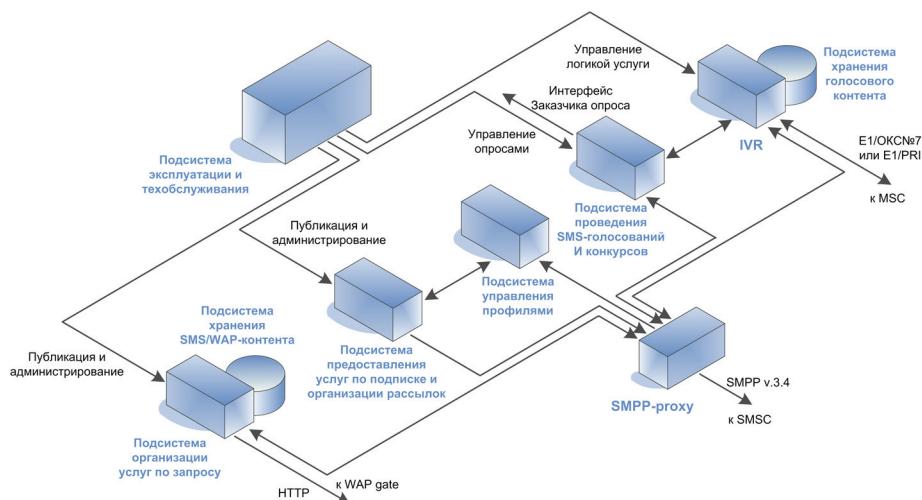 Управление
логикой услуги
Подсистема
хранения
голосового
контента
Интерфейс
Заказчика опроса
Управление
опросами
IVR
E1/ОКС№7
или E1/PRI
к MSC
Подсистема
эксплуатации и
техобслуживания
Подсистема
проведения
SMS-голосований
И конкурсов
Публикация и
администрирование
Подсистема
управления
профилями
Подсистема
хранения
SMS/WAP-контента
Публикация и
администрирование
Подсистема
предоставления
услуг по подписке и
организации рассылок
SMPP-proxy
SMPP v.3.4
к SMSC
Подсистема
организации
услуг по запросу
HTTP
к WAP gate